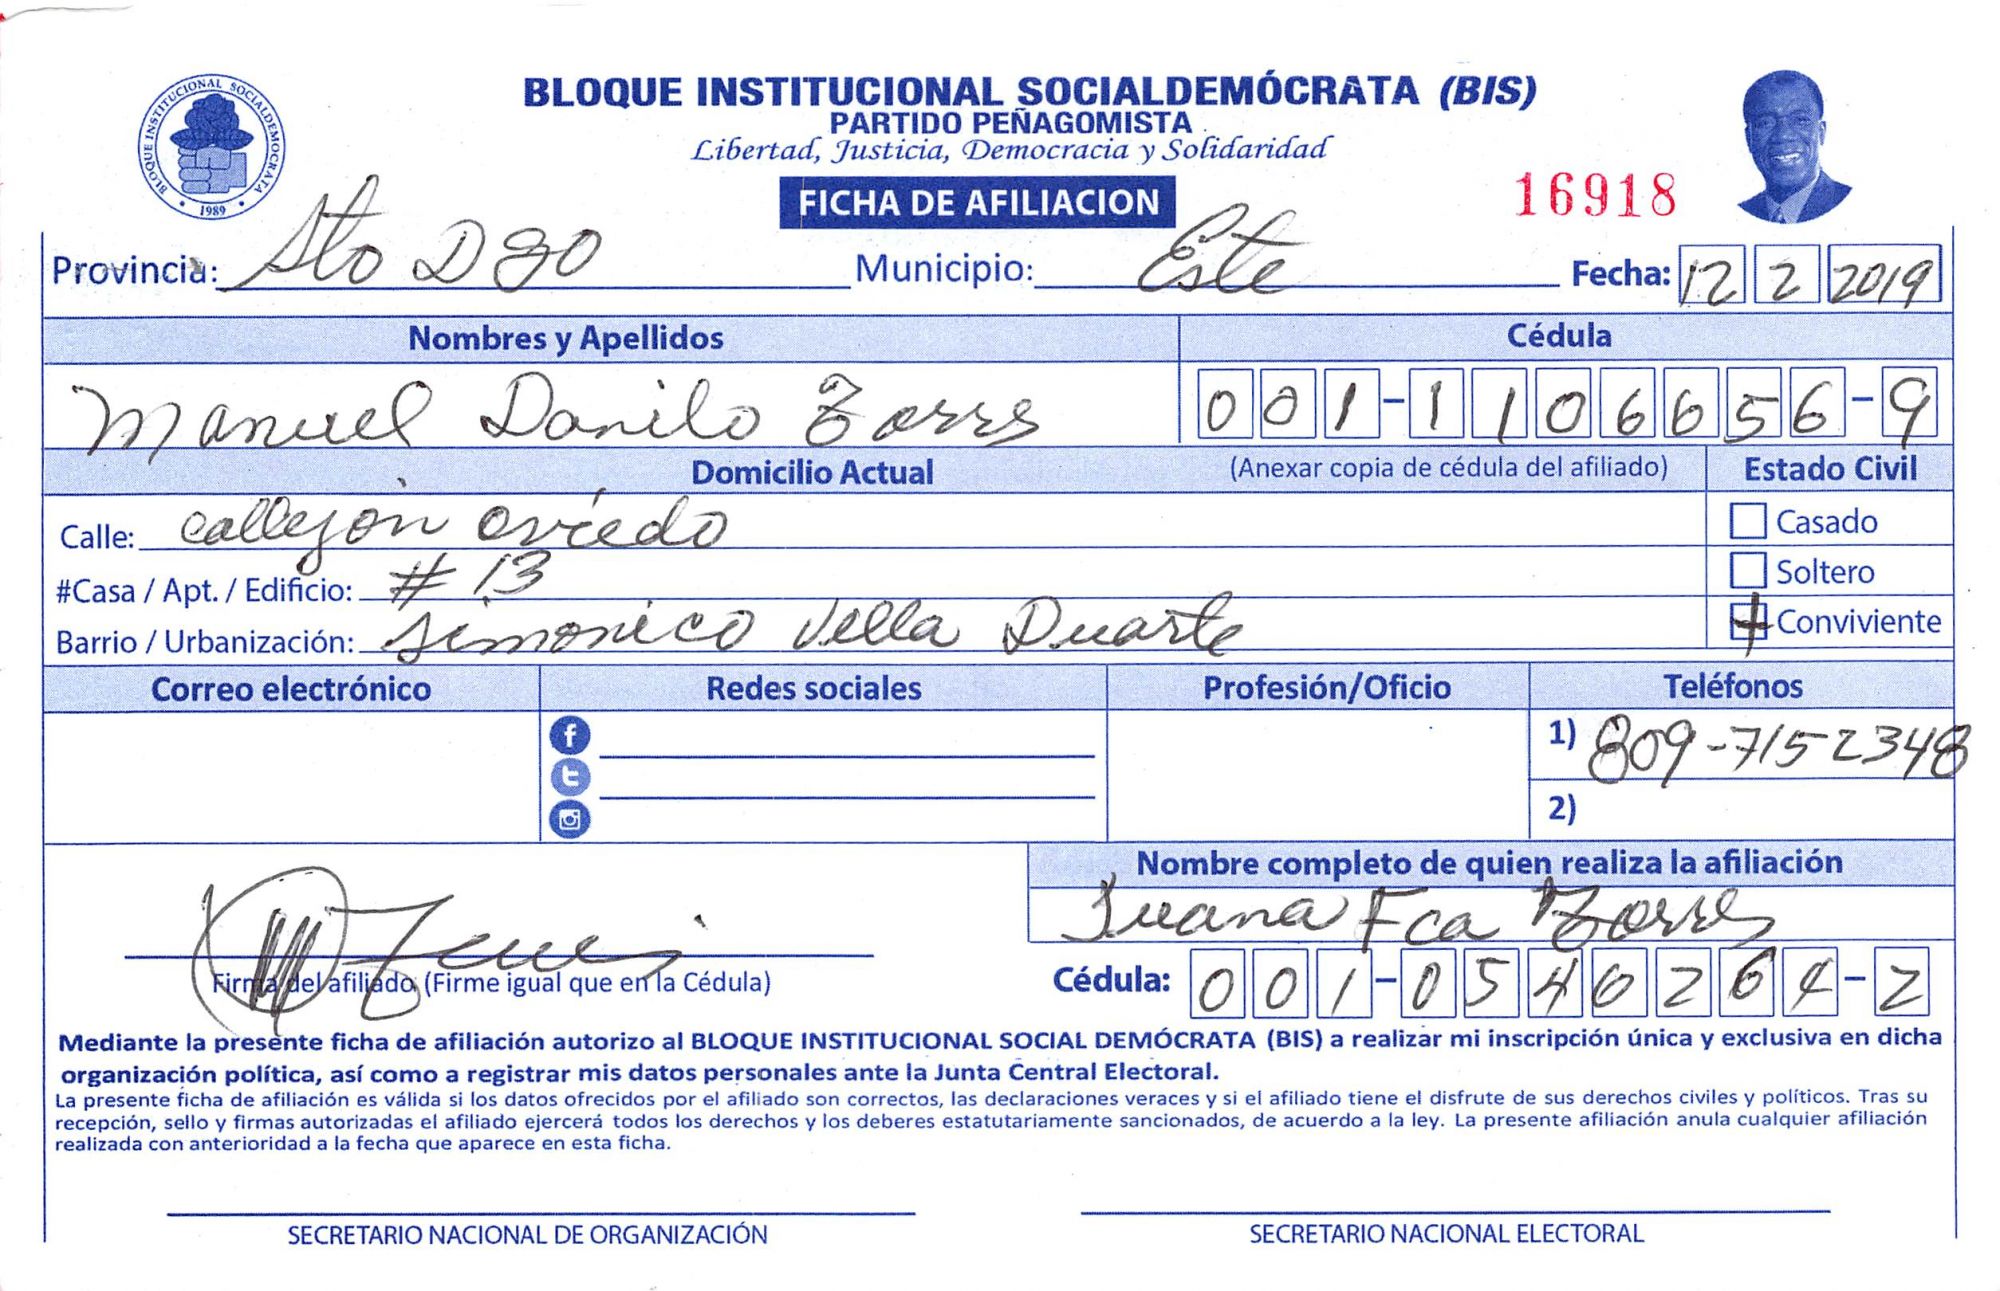 BLOQUE INSTITUCIONAL SOCIALDEMÓCRATA (BIS)
PARTIDO PEÑAGOMISTA
Libertad, Justicia, Democracia y Solidaridad
BLOQUE INSTITUCIONAL SOCIALDEMOCRATA
1989
FICHA DE AFILIACION
16918
Provincia: Sto Dgo Municipio: Este Fecha: 12 2 2019
Nombres y Apellidos Cédula
Manuel Danilo Torres 001-1106656-9
Domicilio Actual (Anexar copia de cédula del afiliado) Estado Civil
Calle: callejon oviedo Casado
#Casa / Apt. / Edificio: # 13 Soltero
Barrio / Urbanización: simonico Vella Duarte Conviviente
Correo electrónico Redes sociales Profesión/Oficio Teléfonos
1) 809-7152348
2)
Nombre completo de quien realiza la afiliación
Juana Fca Torres
Firma del afiliado (Firme igual que en la Cédula) Cédula: 001-0540264-2
Mediante la presente ficha de afiliación autorizo al BLOQUE INSTITUCIONAL SOCIAL DEMÓCRATA (BIS) a realizar mi inscripción única y exclusiva en dicha
organización política, así como a registrar mis datos personales ante la Junta Central Electoral.
La presente ficha de afiliación es válida si los datos ofrecidos por el afiliado son correctos, las declaraciones veraces y si el afiliado tiene el disfrute de sus derechos civiles y políticos. Tras su
recepción, sello y firmas autorizadas el afiliado ejercerá todos los derechos y los deberes estatutariamente sancionados, de acuerdo a la ley. La presente afiliación anula cualquier afiliación
realizada con anterioridad a la fecha que aparece en esta ficha.
SECRETARIO NACIONAL DE ORGANIZACIÓN SECRETARIO NACIONAL ELECTORAL